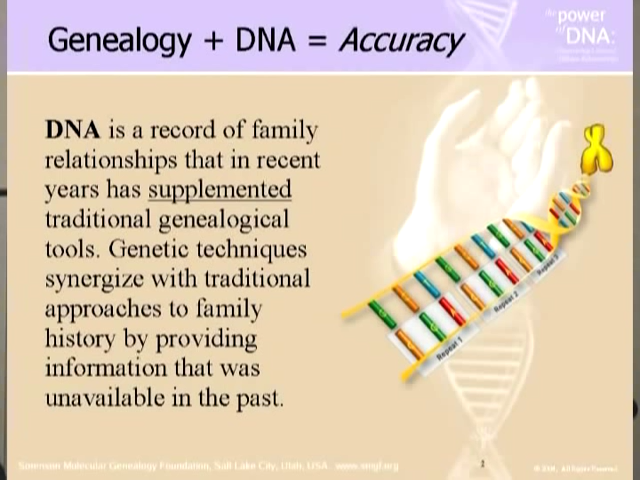 Genealogy + DNA = Accuracy
power
of DNA:
DNA is a record of family
relationships that in recent
years has supplemented
traditional genealogical
tools. Genetic techniques
synergize with traditional
approaches to family
history by providing
information that was
unavailable in the past.
Repeat 1
Repeat 2
Repeat 3
Sorenson Molecular Genealogy Foundation, Salt Lake City, Utah, USA www.smgf.org
1
All Rights Reserved